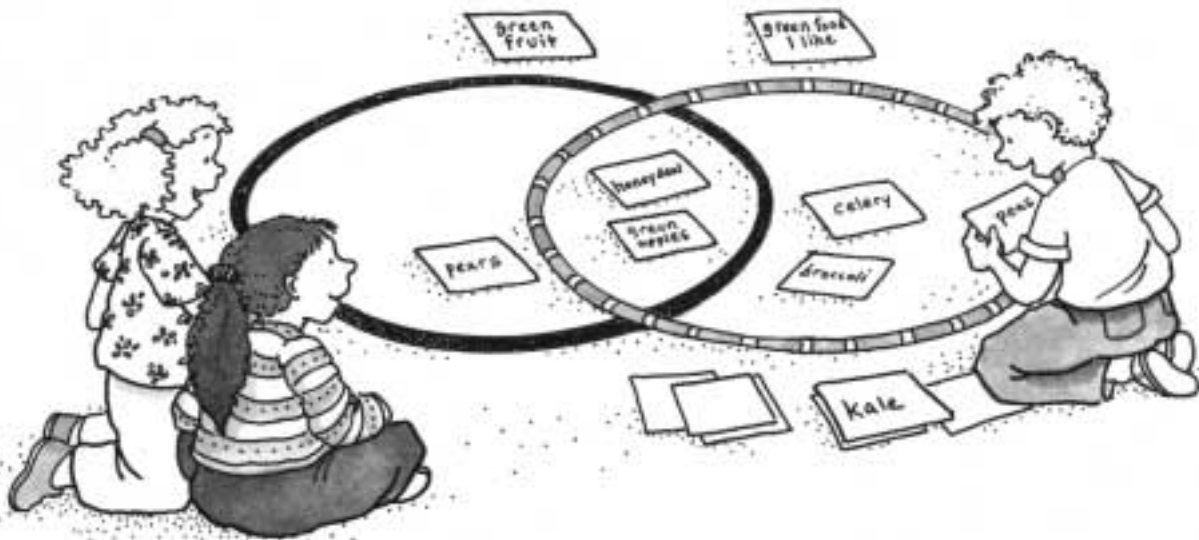 green
fruit
green food
I like
honeydew
green
apples
pears
celery
peas
broccoli
kale